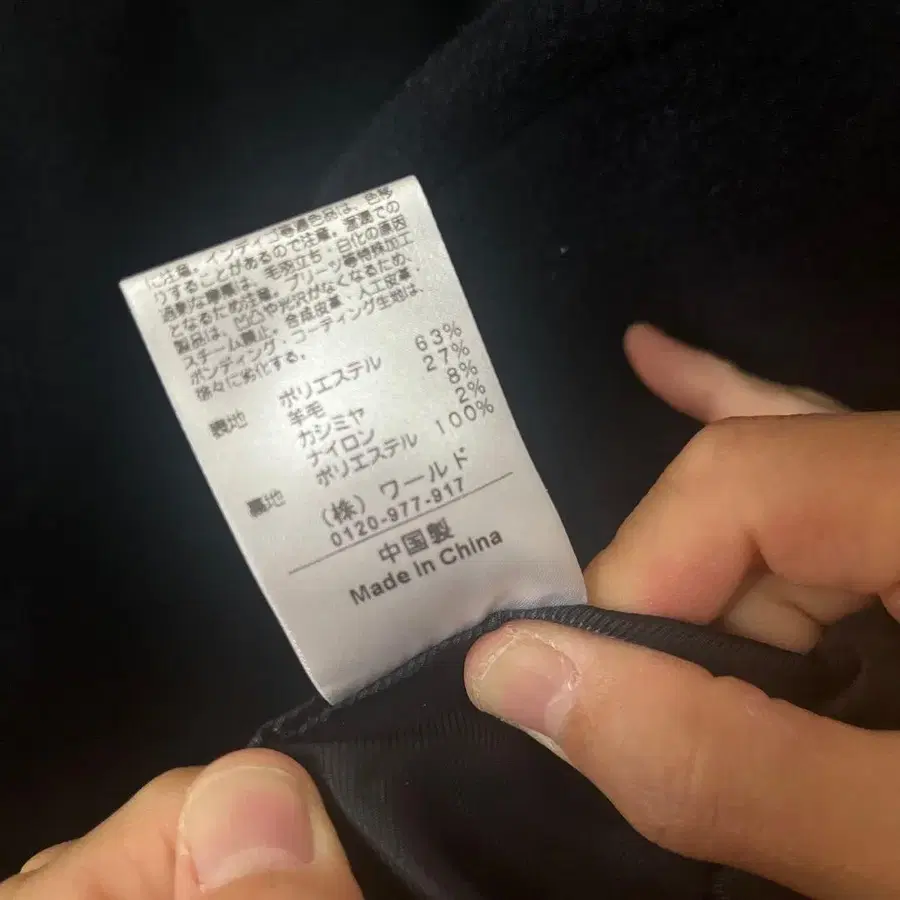 に注意。インディゴ等濃色品は、色移
りすることがあるので注意。湿潤での
過剰な摩擦は、毛羽立ち・白化の原因
となるため注意。プリーツ等特殊加工
製品は、凹凸や光沢がなくなるため、
スチーム禁止。合成皮革、人工皮革、
ボンディング・コーティング生地は、
徐々に劣化する。
表地 ポリエステル 63%
羊毛 27%
カシミヤ 8%
ナイロン 2%
裏地 ポリエステル 100%
(株) ワールド
0120-977-917
中国製
Made In China